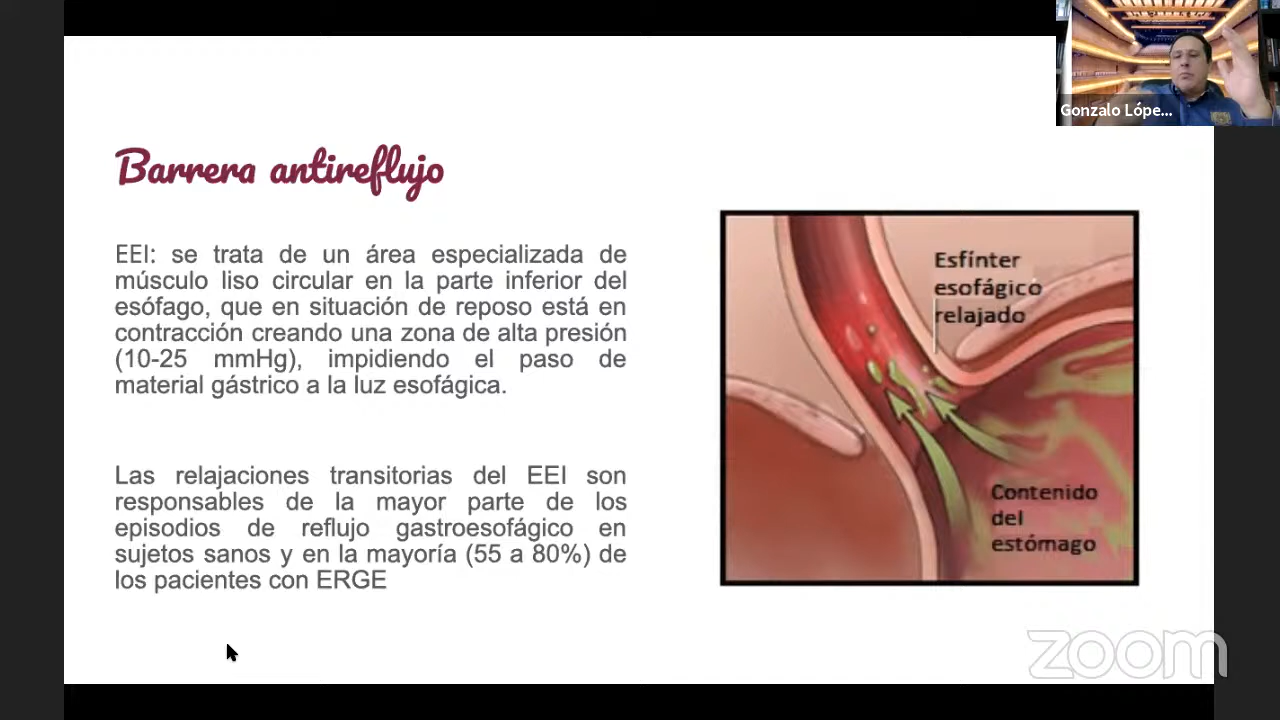 Gonzalo Lópe...
Barrera antireflujo
EEI: se trata de un área especializada de
músculo liso circular en la parte inferior del
esófago, que en situación de reposo está en
contracción creando una zona de alta presión
(10-25 mmHg), impidiendo el paso de
material gástrico a la luz esofágica.
Las relajaciones transitorias del EEI son
responsables de la mayor parte de los
episodios de reflujo gastroesofágico en
sujetos sanos y en la mayoría (55 a 80%) de
los pacientes con ERGE
Esfínter
esofágico
relajado
Contenido
del
estómago
zoom